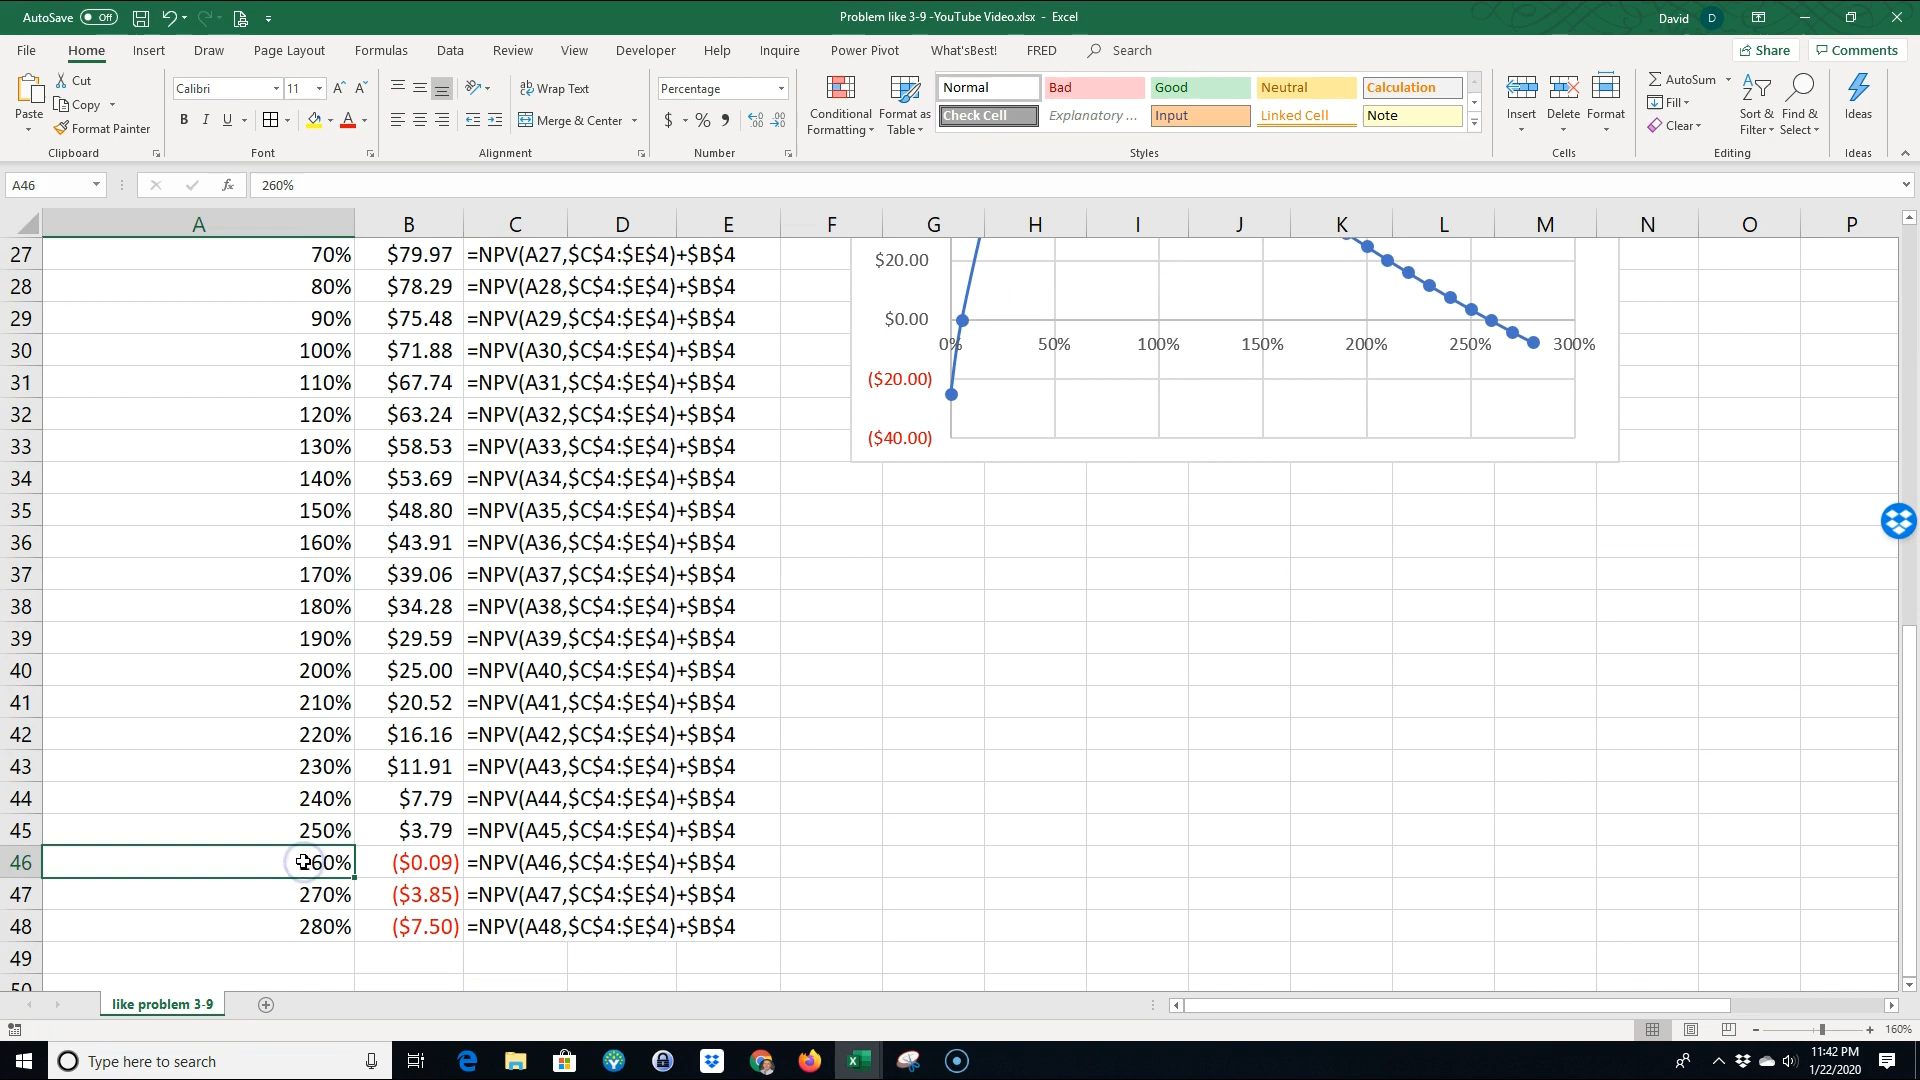 AutoSave Off
Problem like 3-9 -YouTube Video.xlsx - Excel
David D
File Home Insert Draw Page Layout Formulas Data Review View Developer Help Inquire Power Pivot What'sBest! FRED Search Share Comments
Paste
Cut
Copy
Format Painter
Clipboard
Calibri 11 A A
B I U A
Font
ab Wrap Text
Merge & Center
Alignment
Percentage
$ % 9 .00 .00
Number
Conditional Formatting
Format as Table
Normal Bad Good Neutral Calculation
Check Cell Explanatory ... Input Linked Cell Note
Styles
Insert Delete Format
Cells
AutoSum
Fill
Clear
Sort & Filter
Find & Select
Editing
Ideas
Ideas
A46 fx 260%
A B C D E F G H I J K L M N O P
27 70% $79.97 =NPV(A27,$C$4:$E$4)+$B$4
28 80% $78.29 =NPV(A28,$C$4:$E$4)+$B$4
29 90% $75.48 =NPV(A29,$C$4:$E$4)+$B$4
30 100% $71.88 =NPV(A30,$C$4:$E$4)+$B$4
31 110% $67.74 =NPV(A31,$C$4:$E$4)+$B$4
32 120% $63.24 =NPV(A32,$C$4:$E$4)+$B$4
33 130% $58.53 =NPV(A33,$C$4:$E$4)+$B$4
34 140% $53.69 =NPV(A34,$C$4:$E$4)+$B$4
35 150% $48.80 =NPV(A35,$C$4:$E$4)+$B$4
36 160% $43.91 =NPV(A36,$C$4:$E$4)+$B$4
37 170% $39.06 =NPV(A37,$C$4:$E$4)+$B$4
38 180% $34.28 =NPV(A38,$C$4:$E$4)+$B$4
39 190% $29.59 =NPV(A39,$C$4:$E$4)+$B$4
40 200% $25.00 =NPV(A40,$C$4:$E$4)+$B$4
41 210% $20.52 =NPV(A41,$C$4:$E$4)+$B$4
42 220% $16.16 =NPV(A42,$C$4:$E$4)+$B$4
43 230% $11.91 =NPV(A43,$C$4:$E$4)+$B$4
44 240% $7.79 =NPV(A44,$C$4:$E$4)+$B$4
45 250% $3.79 =NPV(A45,$C$4:$E$4)+$B$4
46 260% ($0.09) =NPV(A46,$C$4:$E$4)+$B$4
47 270% ($3.85) =NPV(A47,$C$4:$E$4)+$B$4
48 280% ($7.50) =NPV(A48,$C$4:$E$4)+$B$4
49
50
$20.00
$0.00
0% 50% 100% 150% 200% 250% 300%
($20.00)
($40.00)
like problem 3-9
160%
Type here to search
11:42 PM
1/22/2020